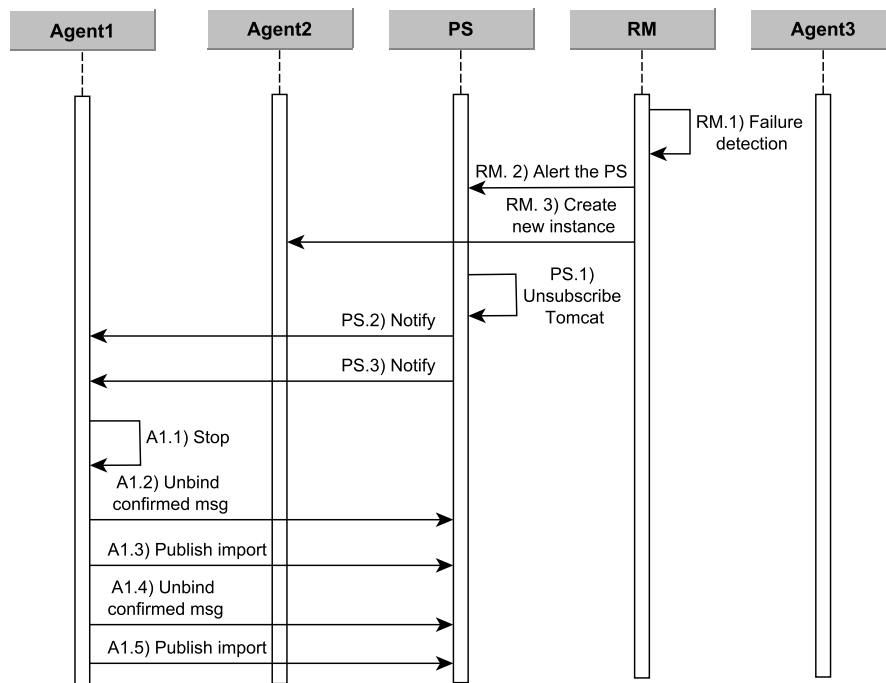 Agent1 Agent2 PS RM Agent3
RM.1) Failure
detection
RM. 2) Alert the PS
RM. 3) Create
new instance
PS.1)
Unsubscribe
Tomcat
PS.2) Notify
PS.3) Notify
A1.1) Stop
A1.2) Unbind
confirmed msg
A1.3) Publish import
A1.4) Unbind
confirmed msg
A1.5) Publish import